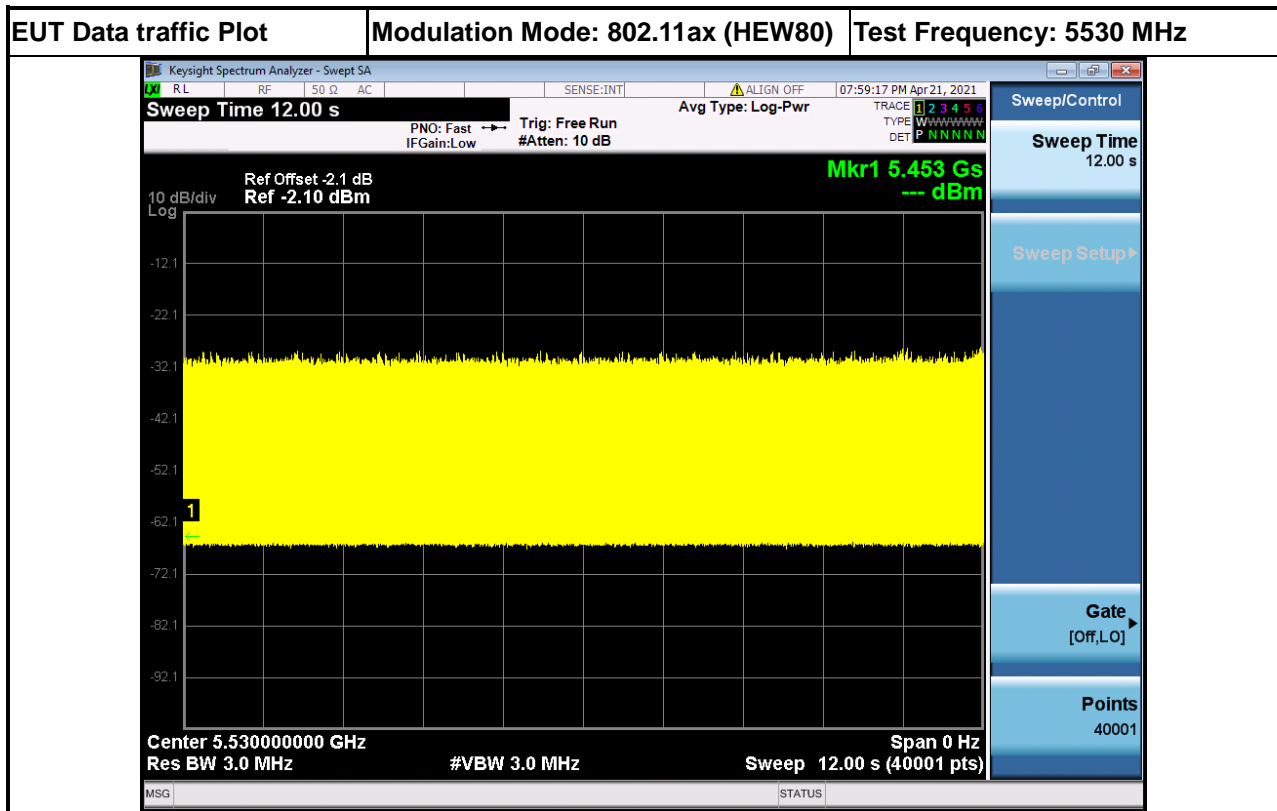 EUT Data traffic Plot Modulation Mode: 802.11ax (HEW80) Test Frequency: 5530 MHz
Keysight Spectrum Analyzer - Swept SA
LXI RL RF 50 Ω AC SENSE:INT ALIGN OFF 07:59:17 PM Apr 21, 2021
Sweep Time 12.00 s
PNO: Fast
IFGain:Low
Trig: Free Run
#Atten: 10 dB
Avg Type: Log-Pwr
TRACE 1 2 3 4 5 6
TYPE WWWWWW
DET P N N N N N
Mkr1 5.453 Gs
--- dBm
Ref Offset -2.1 dB
10 dB/div Ref -2.10 dBm
Log
-12.1
-22.1
-32.1
-42.1
-52.1
1
-62.1
-72.1
-82.1
-92.1
Center 5.530000000 GHz Span 0 Hz
Res BW 3.0 MHz #VBW 3.0 MHz Sweep 12.00 s (40001 pts)
MSG STATUS
Sweep/Control
Sweep Time
12.00 s
Sweep Setup
Gate
[Off,LO]
Points
40001